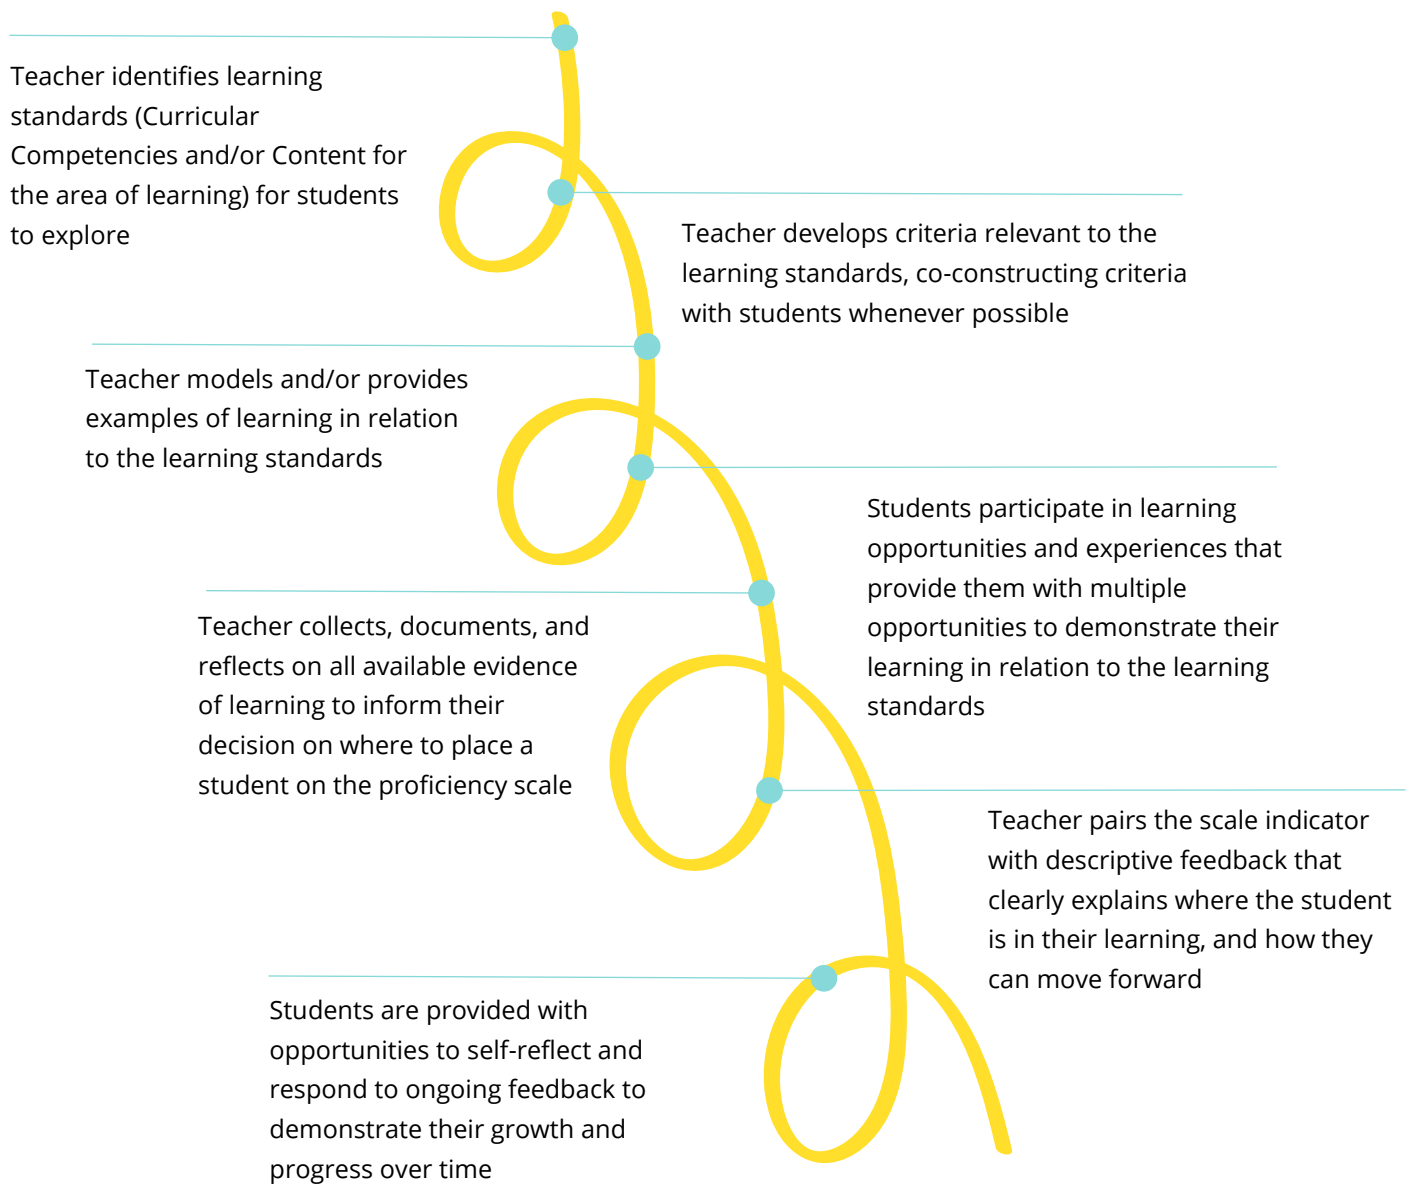 Teacher identifies learning
standards (Curricular
Competencies and/or Content for
the area of learning) for students
to explore
Teacher develops criteria relevant to the
learning standards, co-constructing criteria
with students whenever possible
Teacher models and/or provides
examples of learning in relation
to the learning standards
Students participate in learning
opportunities and experiences that
provide them with multiple
opportunities to demonstrate their
learning in relation to the learning
standards
Teacher collects, documents, and
reflects on all available evidence
of learning to inform their
decision on where to place a
student on the proficiency scale
Teacher pairs the scale indicator
with descriptive feedback that
clearly explains where the student
is in their learning, and how they
can move forward
Students are provided with
opportunities to self-reflect and
respond to ongoing feedback to
demonstrate their growth and
progress over time